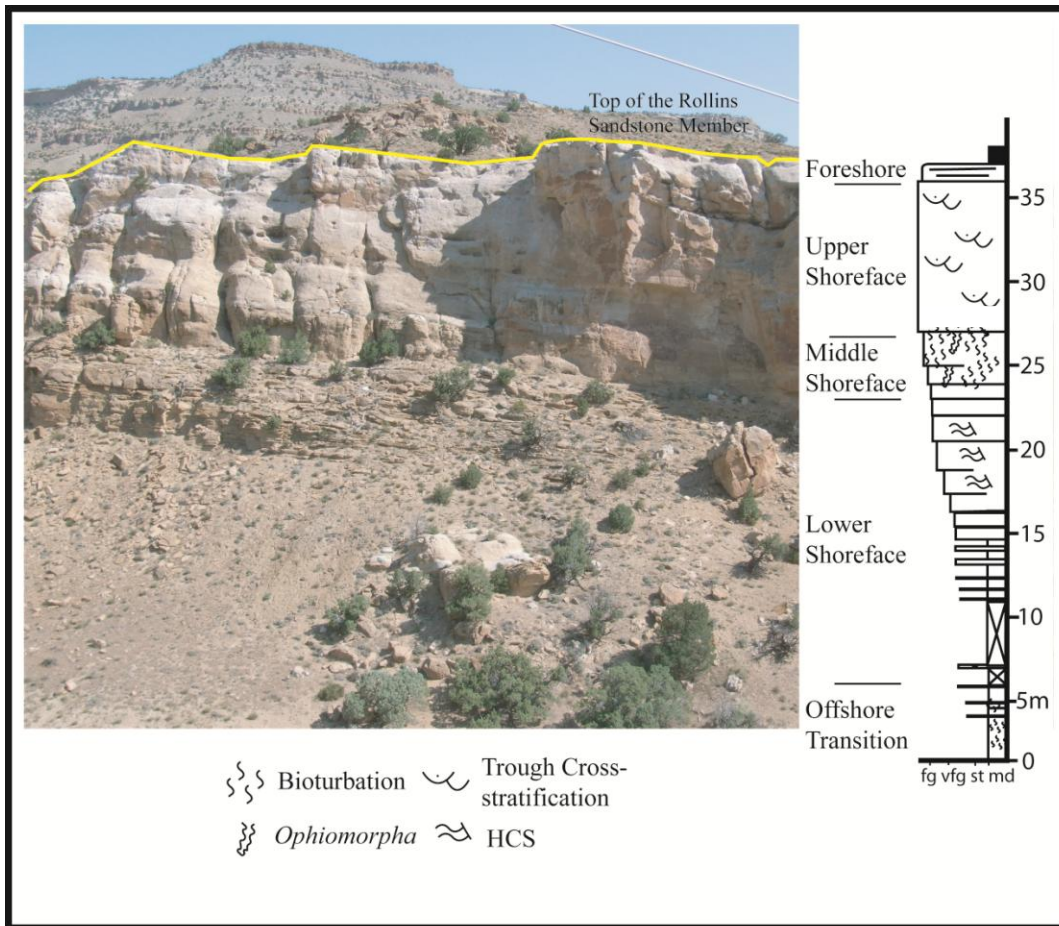 Top of the Rollins
Sandstone Member
Foreshore
Upper
Shoreface
Middle
Shoreface
Lower
Shoreface
Offshore
Transition
35
30
25
20
15
10
5m
0
fg vfg st md
Bioturbation
Trough Cross-
stratification
Ophiomorpha
HCS